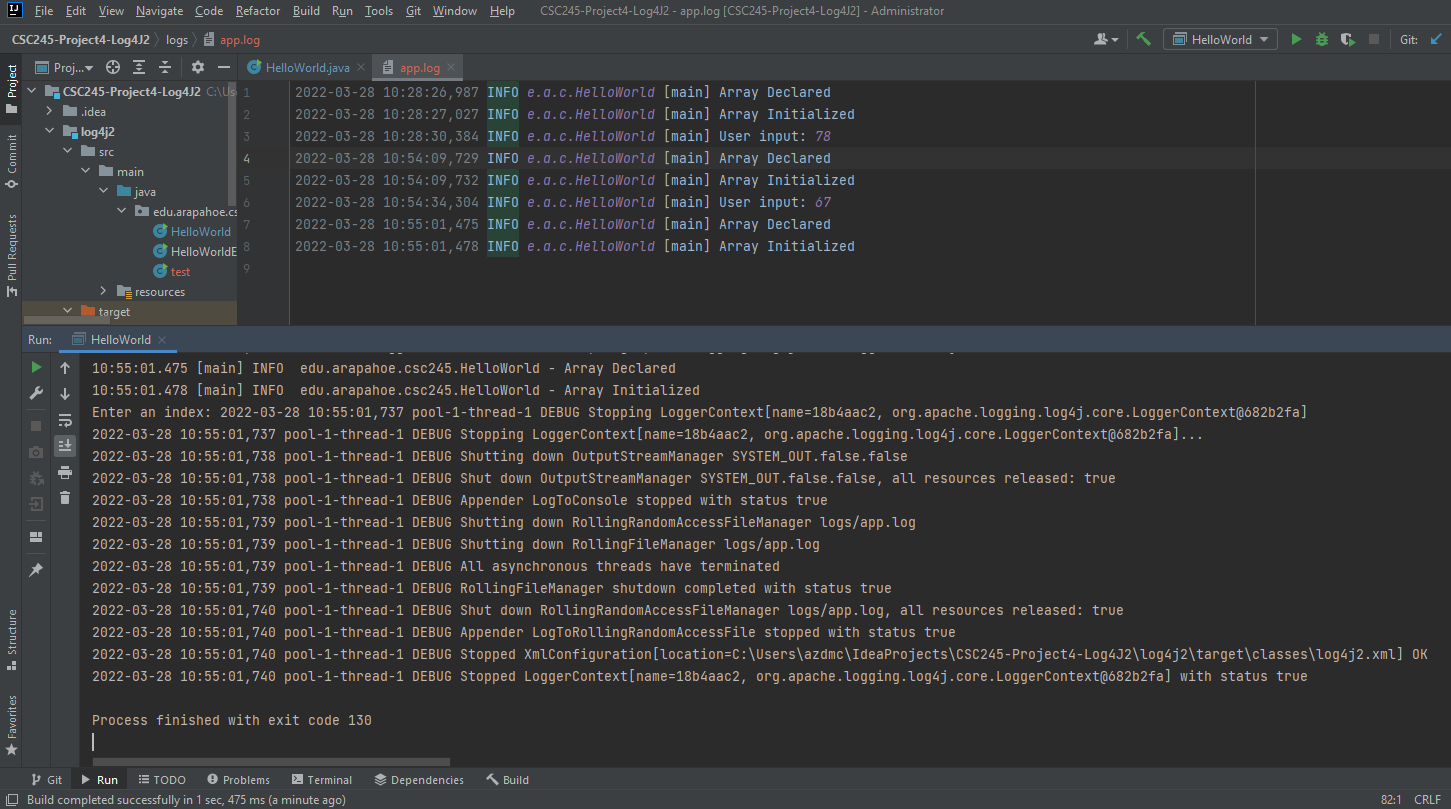 File Edit View Navigate Code Refactor Build Run Tools Git Window Help CSC245-Project4-Log4J2 - app.log [CSC245-Project4-Log4J2] - Administrator
CSC245-Project4-Log4J2 logs app.log HelloWorld Git:
Project
Commit
Pull Requests
Structure
Favorites
Proj...
CSC245-Project4-Log4J2 C:\Us
.idea
log4j2
src
main
java
edu.arapahoe.cs
HelloWorld
HelloWorldE
test
resources
target
HelloWorld.java app.log
1 2022-03-28 10:28:26,987 INFO e.a.c.HelloWorld [main] Array Declared
2 2022-03-28 10:28:27,027 INFO e.a.c.HelloWorld [main] Array Initialized
3 2022-03-28 10:28:30,384 INFO e.a.c.HelloWorld [main] User input: 78
4 2022-03-28 10:54:09,729 INFO e.a.c.HelloWorld [main] Array Declared
5 2022-03-28 10:54:09,732 INFO e.a.c.HelloWorld [main] Array Initialized
6 2022-03-28 10:54:34,304 INFO e.a.c.HelloWorld [main] User input: 67
7 2022-03-28 10:55:01,475 INFO e.a.c.HelloWorld [main] Array Declared
8 2022-03-28 10:55:01,478 INFO e.a.c.HelloWorld [main] Array Initialized
9
Run: HelloWorld
10:55:01.475 [main] INFO  edu.arapahoe.csc245.HelloWorld - Array Declared
10:55:01.478 [main] INFO  edu.arapahoe.csc245.HelloWorld - Array Initialized
Enter an index: 2022-03-28 10:55:01,737 pool-1-thread-1 DEBUG Stopping LoggerContext[name=18b4aac2, org.apache.logging.log4j.core.LoggerContext@682b2fa]
2022-03-28 10:55:01,737 pool-1-thread-1 DEBUG Stopping LoggerContext[name=18b4aac2, org.apache.logging.log4j.core.LoggerContext@682b2fa]...
2022-03-28 10:55:01,738 pool-1-thread-1 DEBUG Shutting down OutputStreamManager SYSTEM_OUT.false.false
2022-03-28 10:55:01,738 pool-1-thread-1 DEBUG Shut down OutputStreamManager SYSTEM_OUT.false.false, all resources released: true
2022-03-28 10:55:01,738 pool-1-thread-1 DEBUG Appender LogToConsole stopped with status true
2022-03-28 10:55:01,739 pool-1-thread-1 DEBUG Shutting down RollingRandomAccessFileManager logs/app.log
2022-03-28 10:55:01,739 pool-1-thread-1 DEBUG Shutting down RollingFileManager logs/app.log
2022-03-28 10:55:01,739 pool-1-thread-1 DEBUG All asynchronous threads have terminated
2022-03-28 10:55:01,739 pool-1-thread-1 DEBUG RollingFileManager shutdown completed with status true
2022-03-28 10:55:01,740 pool-1-thread-1 DEBUG Shut down RollingRandomAccessFileManager logs/app.log, all resources released: true
2022-03-28 10:55:01,740 pool-1-thread-1 DEBUG Appender LogToRollingRandomAccessFile stopped with status true
2022-03-28 10:55:01,740 pool-1-thread-1 DEBUG Stopped XmlConfiguration[location=C:\Users\azdmc\IdeaProjects\CSC245-Project4-Log4J2\log4j2\target\classes\log4j2.xml] OK
2022-03-28 10:55:01,740 pool-1-thread-1 DEBUG Stopped LoggerContext[name=18b4aac2, org.apache.logging.log4j.core.LoggerContext@682b2fa] with status true
Process finished with exit code 130
Git Run TODO Problems Terminal Dependencies Build
Build completed successfully in 1 sec, 475 ms (a minute ago) 82:1 CRLF